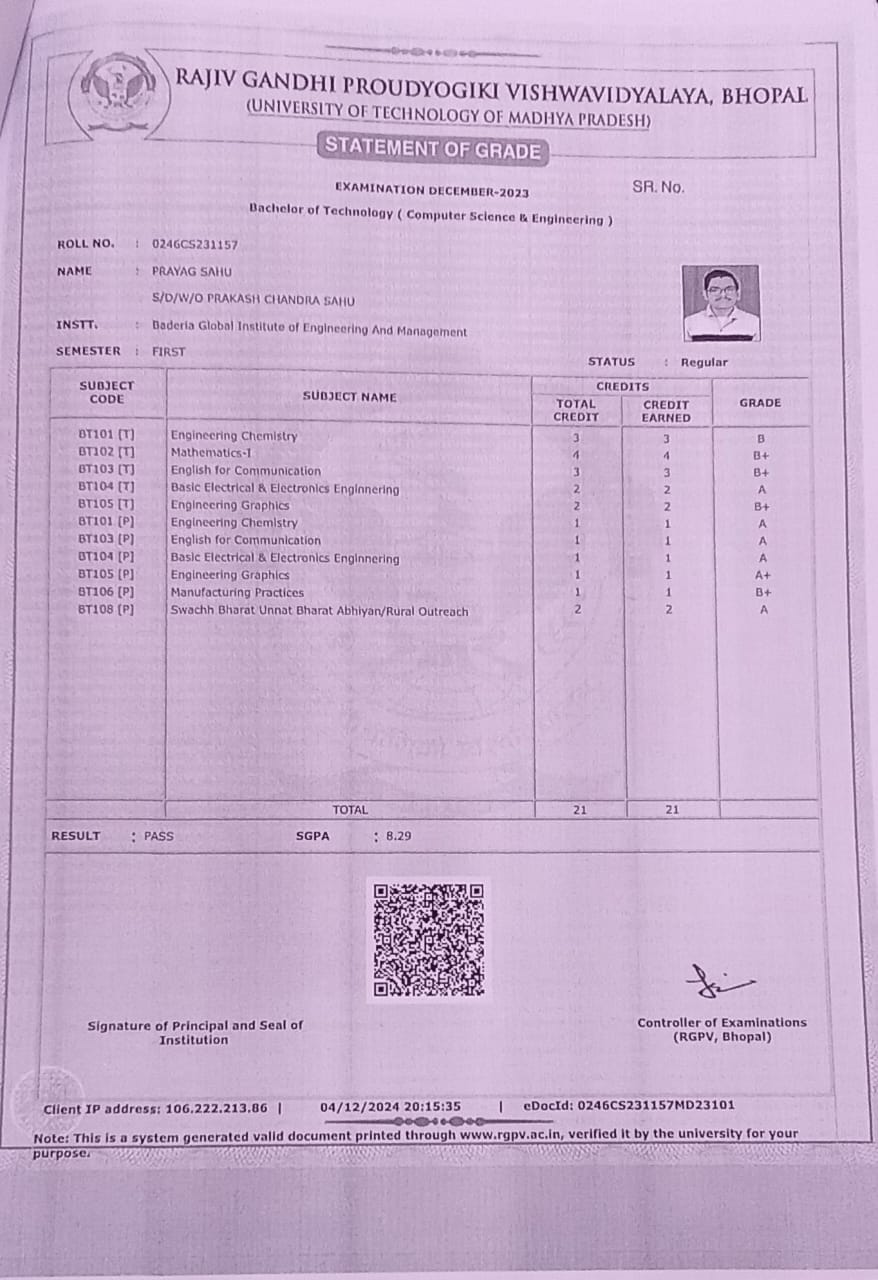 RAJIV GANDHI PROUDYOGIKI VISHWAVIDYALAYA, BHOPAL
(UNIVERSITY OF TECHNOLOGY OF MADHYA PRADESH)
STATEMENT OF GRADE
EXAMINATION DECEMBER-2023 SR. No.
Bachelor of Technology ( Computer Science & Engineering )
ROLL NO. : 0246CS231157
NAME : PRAYAG SAHU
S/D/W/O PRAKASH CHANDRA SAHU
INSTT. : Baderia Global Institute of Engineering And Management
SEMESTER : FIRST
STATUS : Regular
SUBJECT CODE SUBJECT NAME CREDITS GRADE
TOTAL CREDIT CREDIT EARNED
BT101 [T] Engineering Chemistry 3 3 B
BT102 [T] Mathematics-I 4 4 B+
BT103 [T] English for Communication 3 3 B+
BT104 [T] Basic Electrical & Electronics Enginnering 2 2 A
BT105 [T] Engineering Graphics 2 2 B+
BT101 [P] Engineering Chemistry 1 1 A
BT103 [P] English for Communication 1 1 A
BT104 [P] Basic Electrical & Electronics Enginnering 1 1 A
BT105 [P] Engineering Graphics 1 1 A+
BT106 [P] Manufacturing Practices 1 1 B+
BT108 [P] Swachh Bharat Unnat Bharat Abhiyan/Rural Outreach 2 2 A
TOTAL 21 21
RESULT : PASS SGPA : 8.29
Signature of Principal and Seal of
Institution
Controller of Examinations
(RGPV, Bhopal)
Client IP address: 106.222.213.86 | 04/12/2024 20:15:35 | eDocId: 0246CS231157MD23101
Note: This is a system generated valid document printed through www.rgpv.ac.in, verified it by the university for your
purpose.